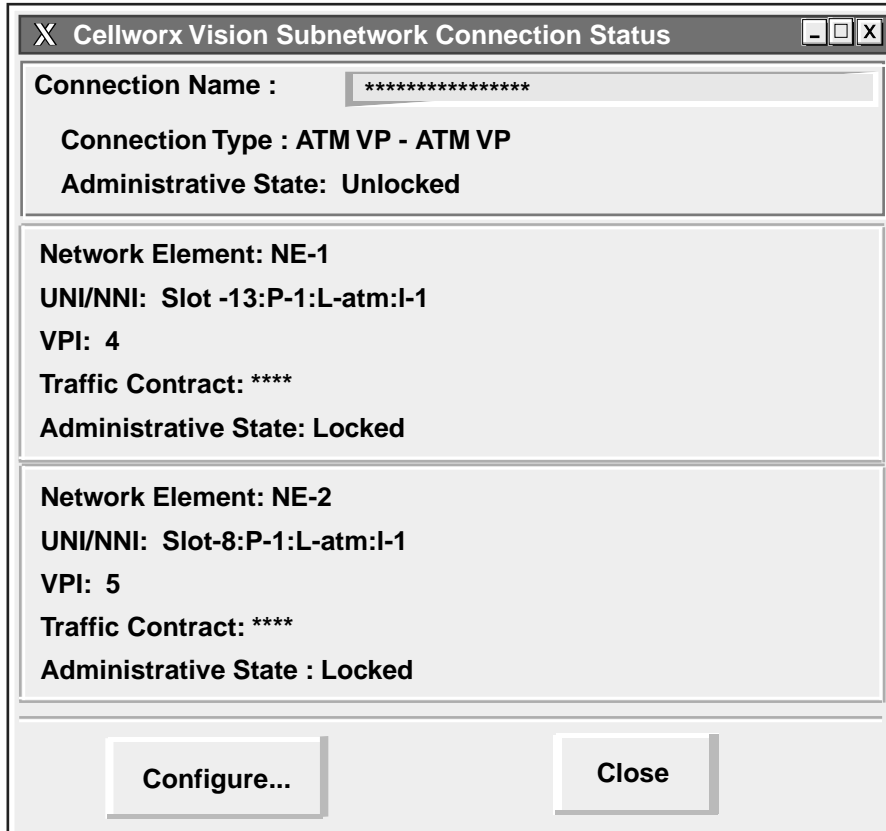 X Cellworx Vision Subnetwork Connection Status
Connection Name : ****************
Connection Type : ATM VP - ATM VP
Administrative State: Unlocked
Network Element: NE-1
UNI/NNI: Slot -13:P-1:L-atm:I-1
VPI: 4
Traffic Contract: ****
Administrative State: Locked
Network Element: NE-2
UNI/NNI: Slot-8:P-1:L-atm:I-1
VPI: 5
Traffic Contract: ****
Administrative State : Locked
Configure... Close